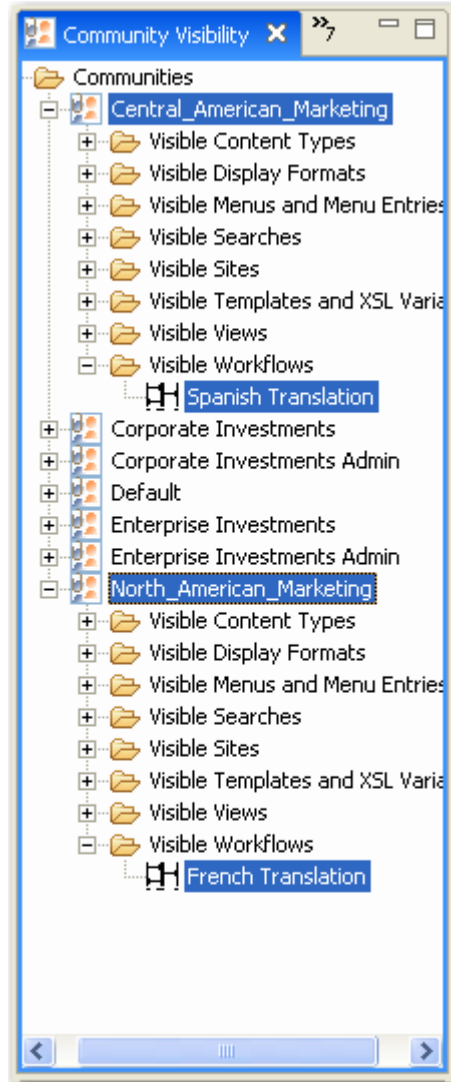 Community Visibility
»7
Communities
Central_American_Marketing
Visible Content Types
Visible Display Formats
Visible Menus and Menu Entries
Visible Searches
Visible Sites
Visible Templates and XSL Varia
Visible Views
Visible Workflows
Spanish Translation
Corporate Investments
Corporate Investments Admin
Default
Enterprise Investments
Enterprise Investments Admin
North_American_Marketing
Visible Content Types
Visible Display Formats
Visible Menus and Menu Entries
Visible Searches
Visible Sites
Visible Templates and XSL Varia
Visible Views
Visible Workflows
French Translation